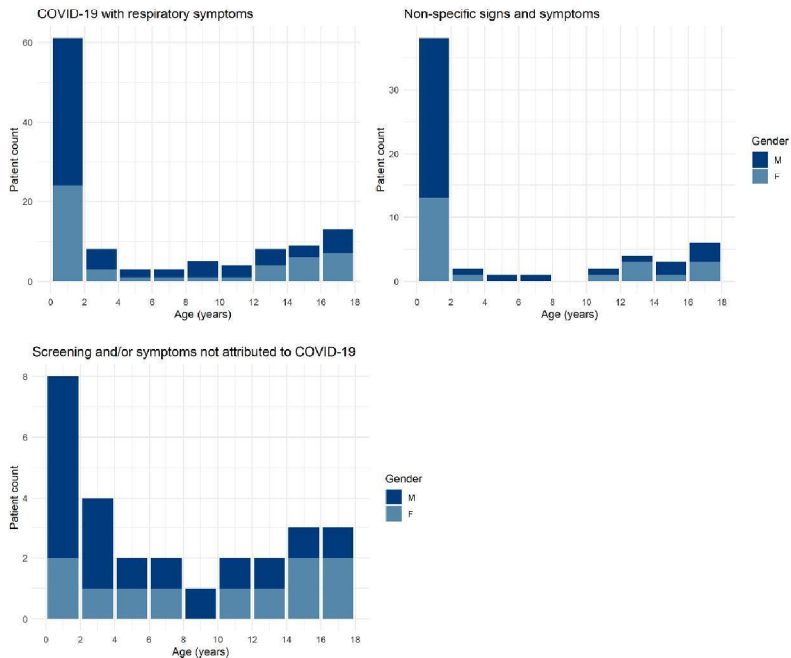 COVID-19 with respiratory symptoms
60
40
20
0
Patient count
0 2 4 6 8 10 12 14 16 18
Age (years)
Non-specific signs and symptoms
30
20
10
0
Patient count
0 2 4 6 8 10 12 14 16 18
Age (years)
Gender
M
F
Screening and/or symptoms not attributed to COVID-19
8
6
4
2
0
Patient count
0 2 4 6 8 10 12 14 16 18
Age (years)
Gender
M
F